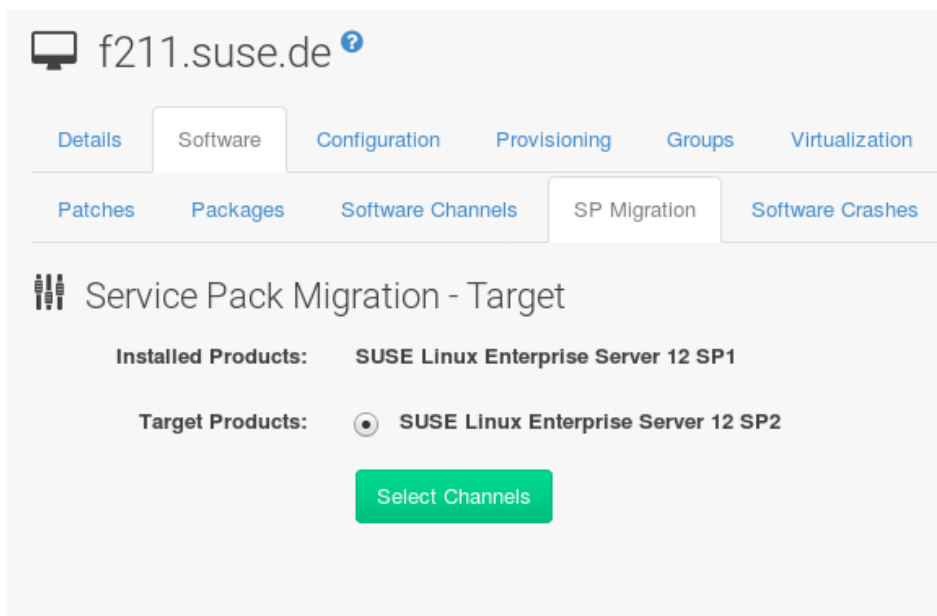 f211.suse.de ?
Details Software Configuration Provisioning Groups Virtualization
Patches Packages Software Channels SP Migration Software Crashes
Service Pack Migration - Target
Installed Products: SUSE Linux Enterprise Server 12 SP1
Target Products: SUSE Linux Enterprise Server 12 SP2
Select Channels